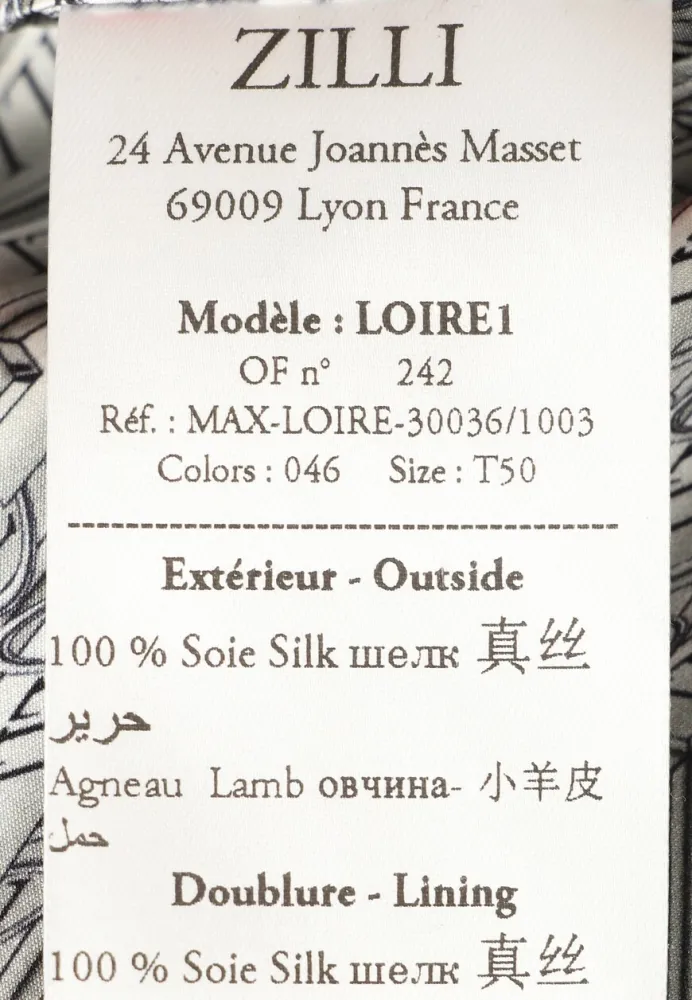 ZILLI
24 Avenue Joannès Masset
69009 Lyon France
Modèle : LOIRE1
OF n° 242
Réf. : MAX-LOIRE-30036/1003
Colors : 046 Size : T50
Extérieur - Outside
100 % Soie Silk шелк 真丝
حرير
Agneau Lamb овчина- 小羊皮
حمل
Doublure - Lining
100 % Soie Silk шелк 真丝